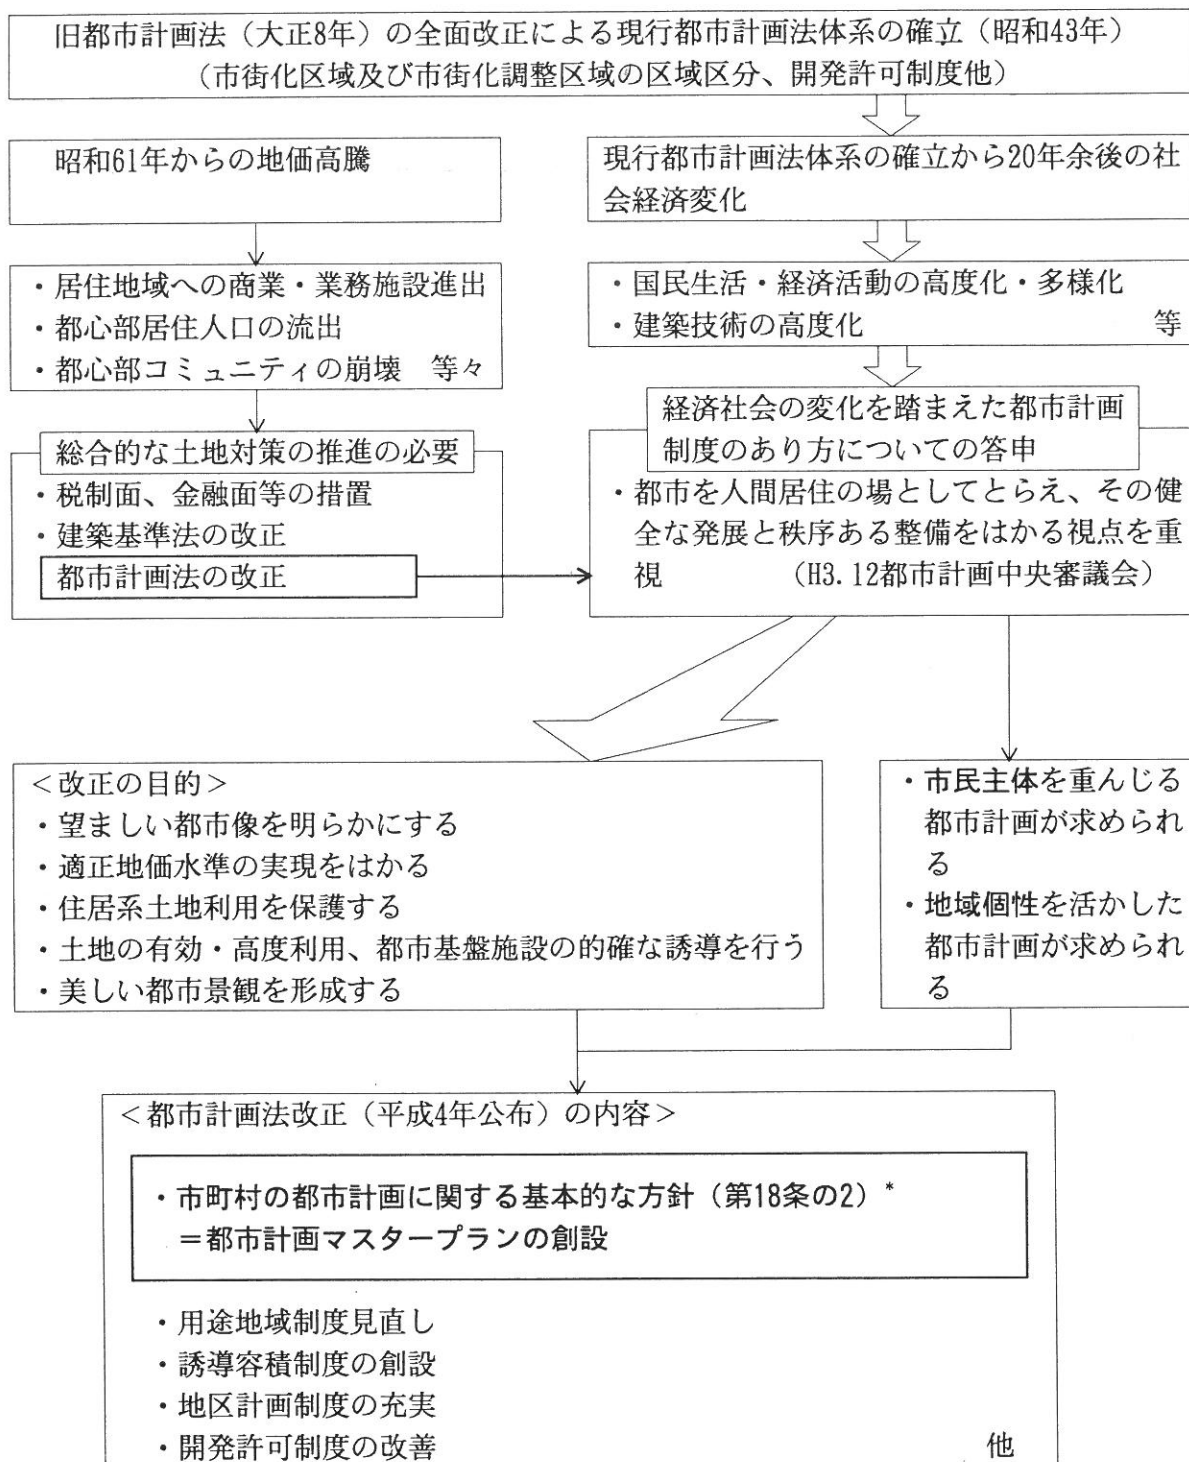 旧都市計画法（大正8年）の全面改正による現行都市計画法体系の確立（昭和43年）
（市街化区域及び市街化調整区域の区域区分、開発許可制度他）
昭和61年からの地価高騰
・居住地域への商業・業務施設進出
・都心部居住人口の流出
・都心部コミュニティの崩壊　等々
総合的な土地対策の推進の必要
・税制面、金融面等の措置
・建築基準法の改正
都市計画法の改正
現行都市計画法体系の確立から20年余後の社
会経済変化
・国民生活・経済活動の高度化・多様化
・建築技術の高度化　等
経済社会の変化を踏まえた都市計画
制度のあり方についての答申
・都市を人間居住の場としてとらえ、その健
全な発展と秩序ある整備をはかる視点を重
視　（H3.12都市計画中央審議会）
＜改正の目的＞
・望ましい都市像を明らかにする
・適正地価水準の実現をはかる
・住居系土地利用を保護する
・土地の有効・高度利用、都市基盤施設の的確な誘導を行う
・美しい都市景観を形成する
・市民主体を重んじる
都市計画が求められ
る
・地域個性を活かした
都市計画が求められ
る
＜都市計画法改正（平成4年公布）の内容＞
・市町村の都市計画に関する基本的な方針（第18条の2）*
＝都市計画マスタープランの創設
・用途地域制度見直し
・誘導容積制度の創設
・地区計画制度の充実
・開発許可制度の改善　他